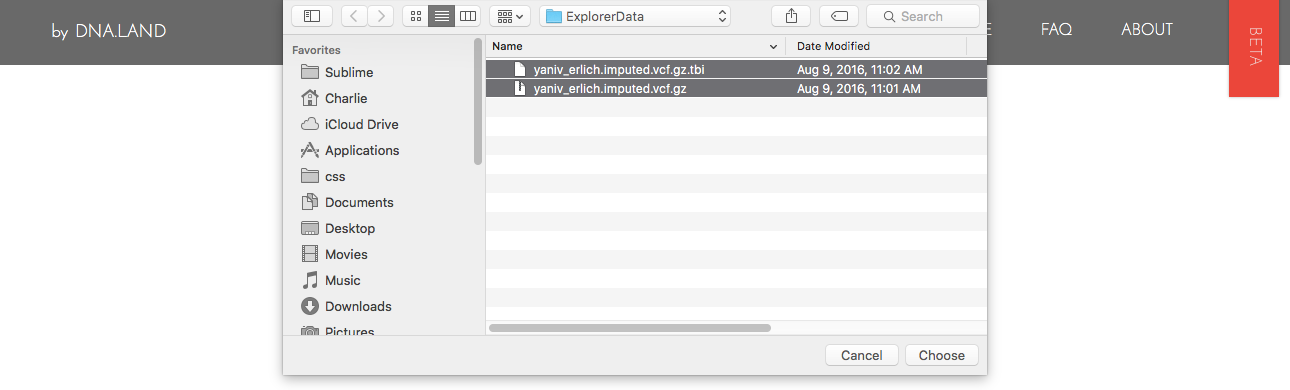 ExplorerData
Search
by DNA.LAND
E
FAQ
ABOUT
BETA
Favorites
Sublime
Charlie
iCloud Drive
Applications
css
Documents
Desktop
Movies
Music
Downloads
Pictures
Name
Date Modified
yaniv_erlich.imputed.vcf.gz.tbi
Aug 9, 2016, 11:02 AM
yaniv_erlich.imputed.vcf.gz
Aug 9, 2016, 11:01 AM
Cancel
Choose